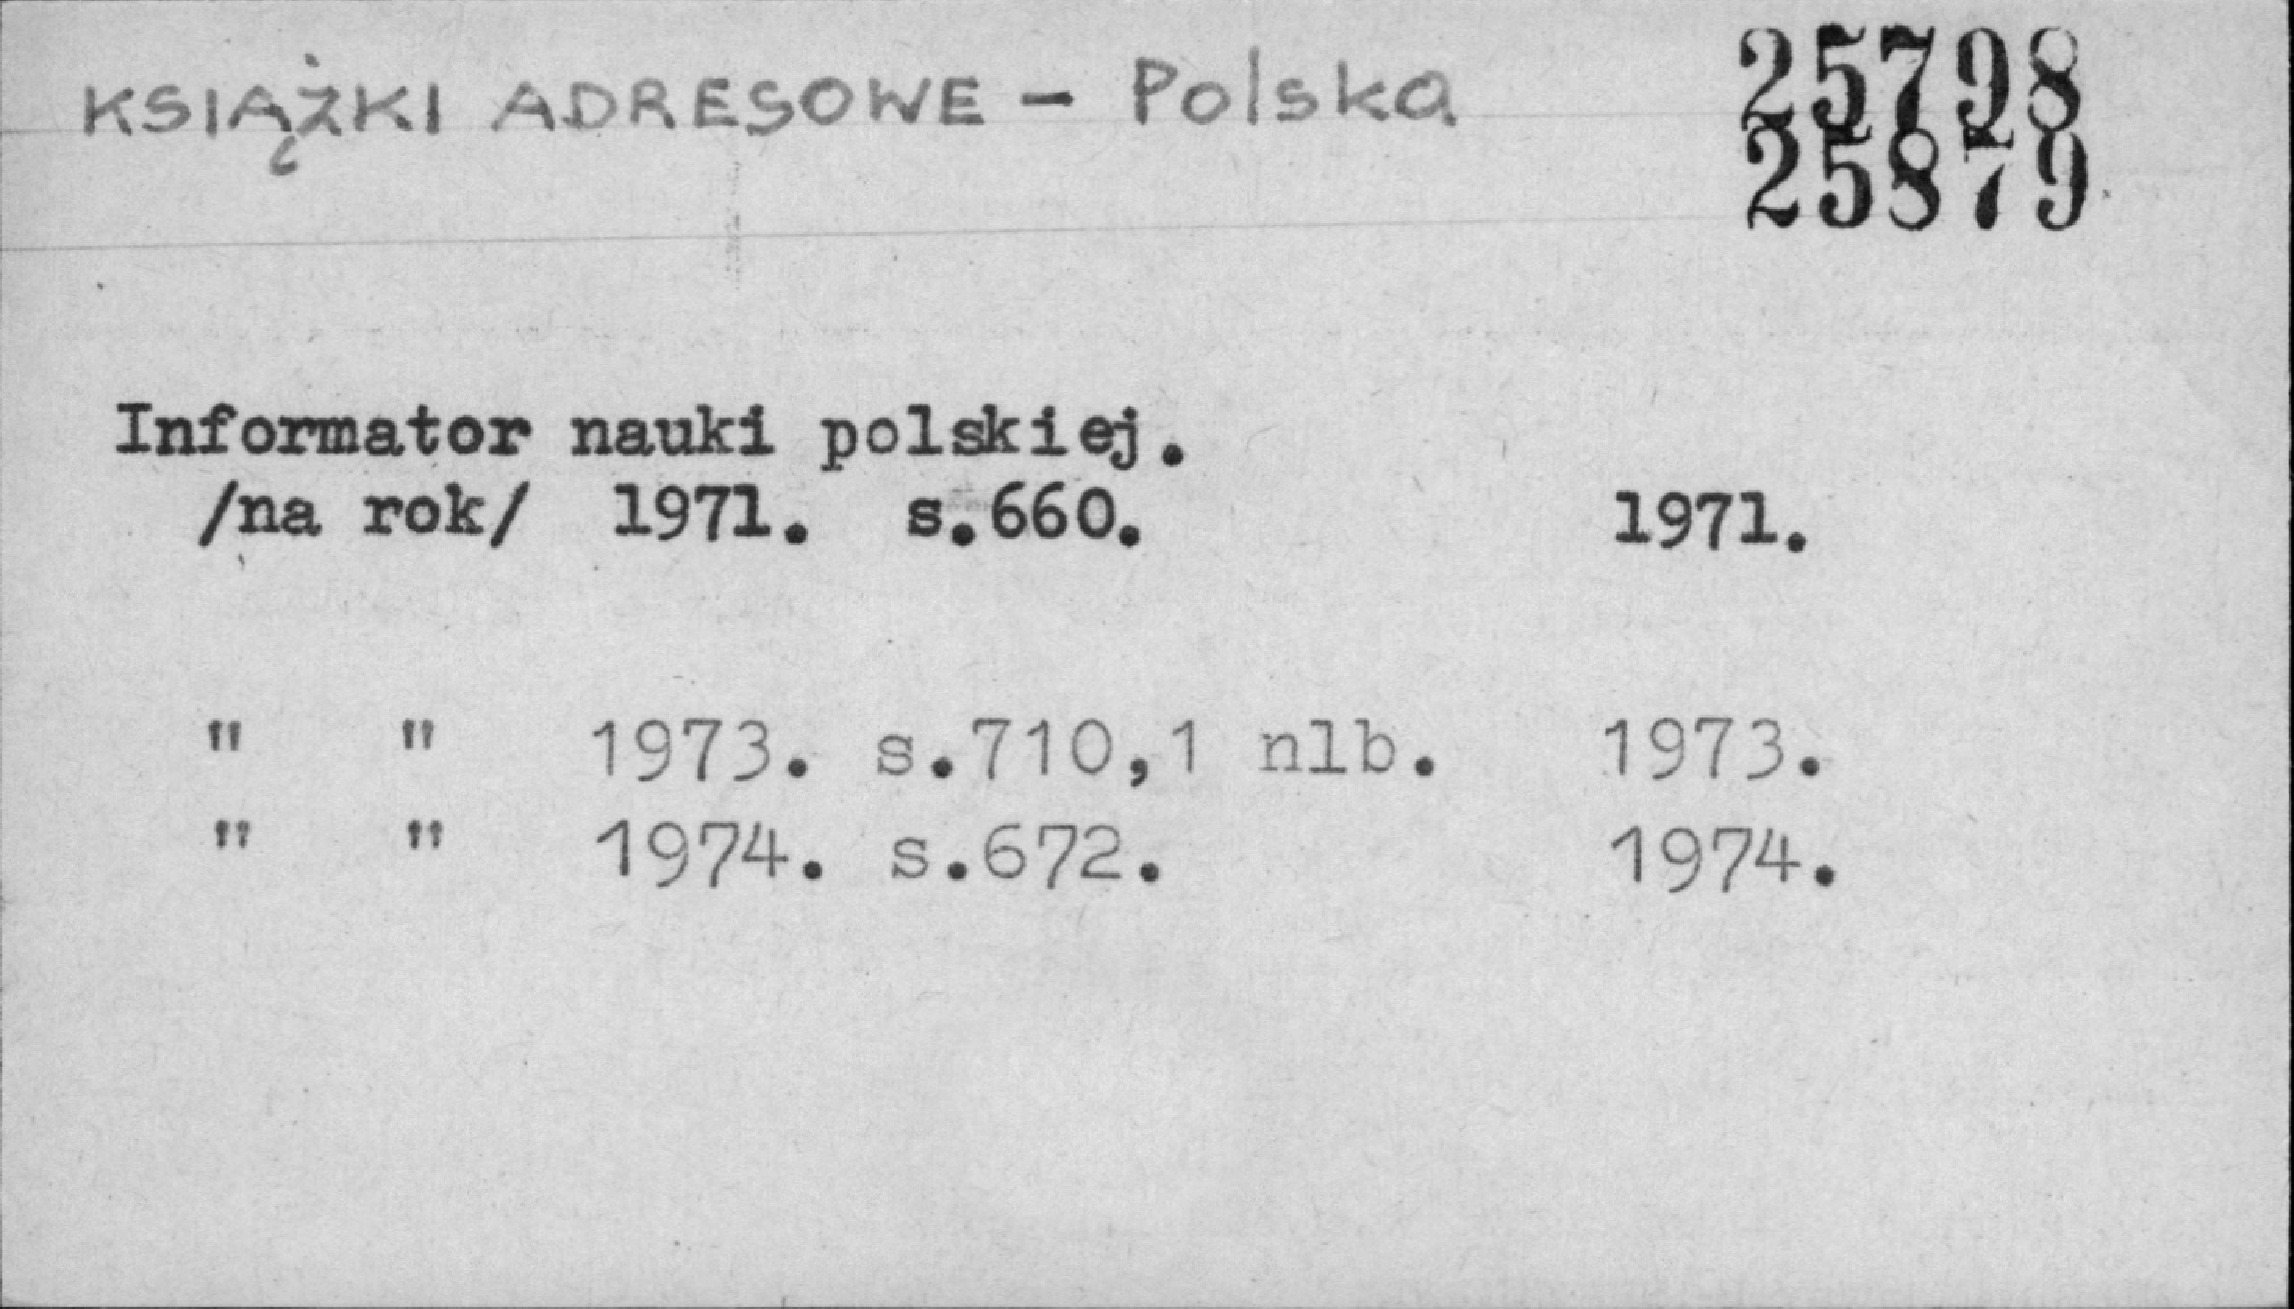 KSIĄŻKI ADRESOWE - Polska
25798
25879
Informator nauki polskiej.
/na rok/ 1971. s.660. 1971.
" " 1973. s.710,1 nlb. 1973.
" " 1974. s.672. 1974.